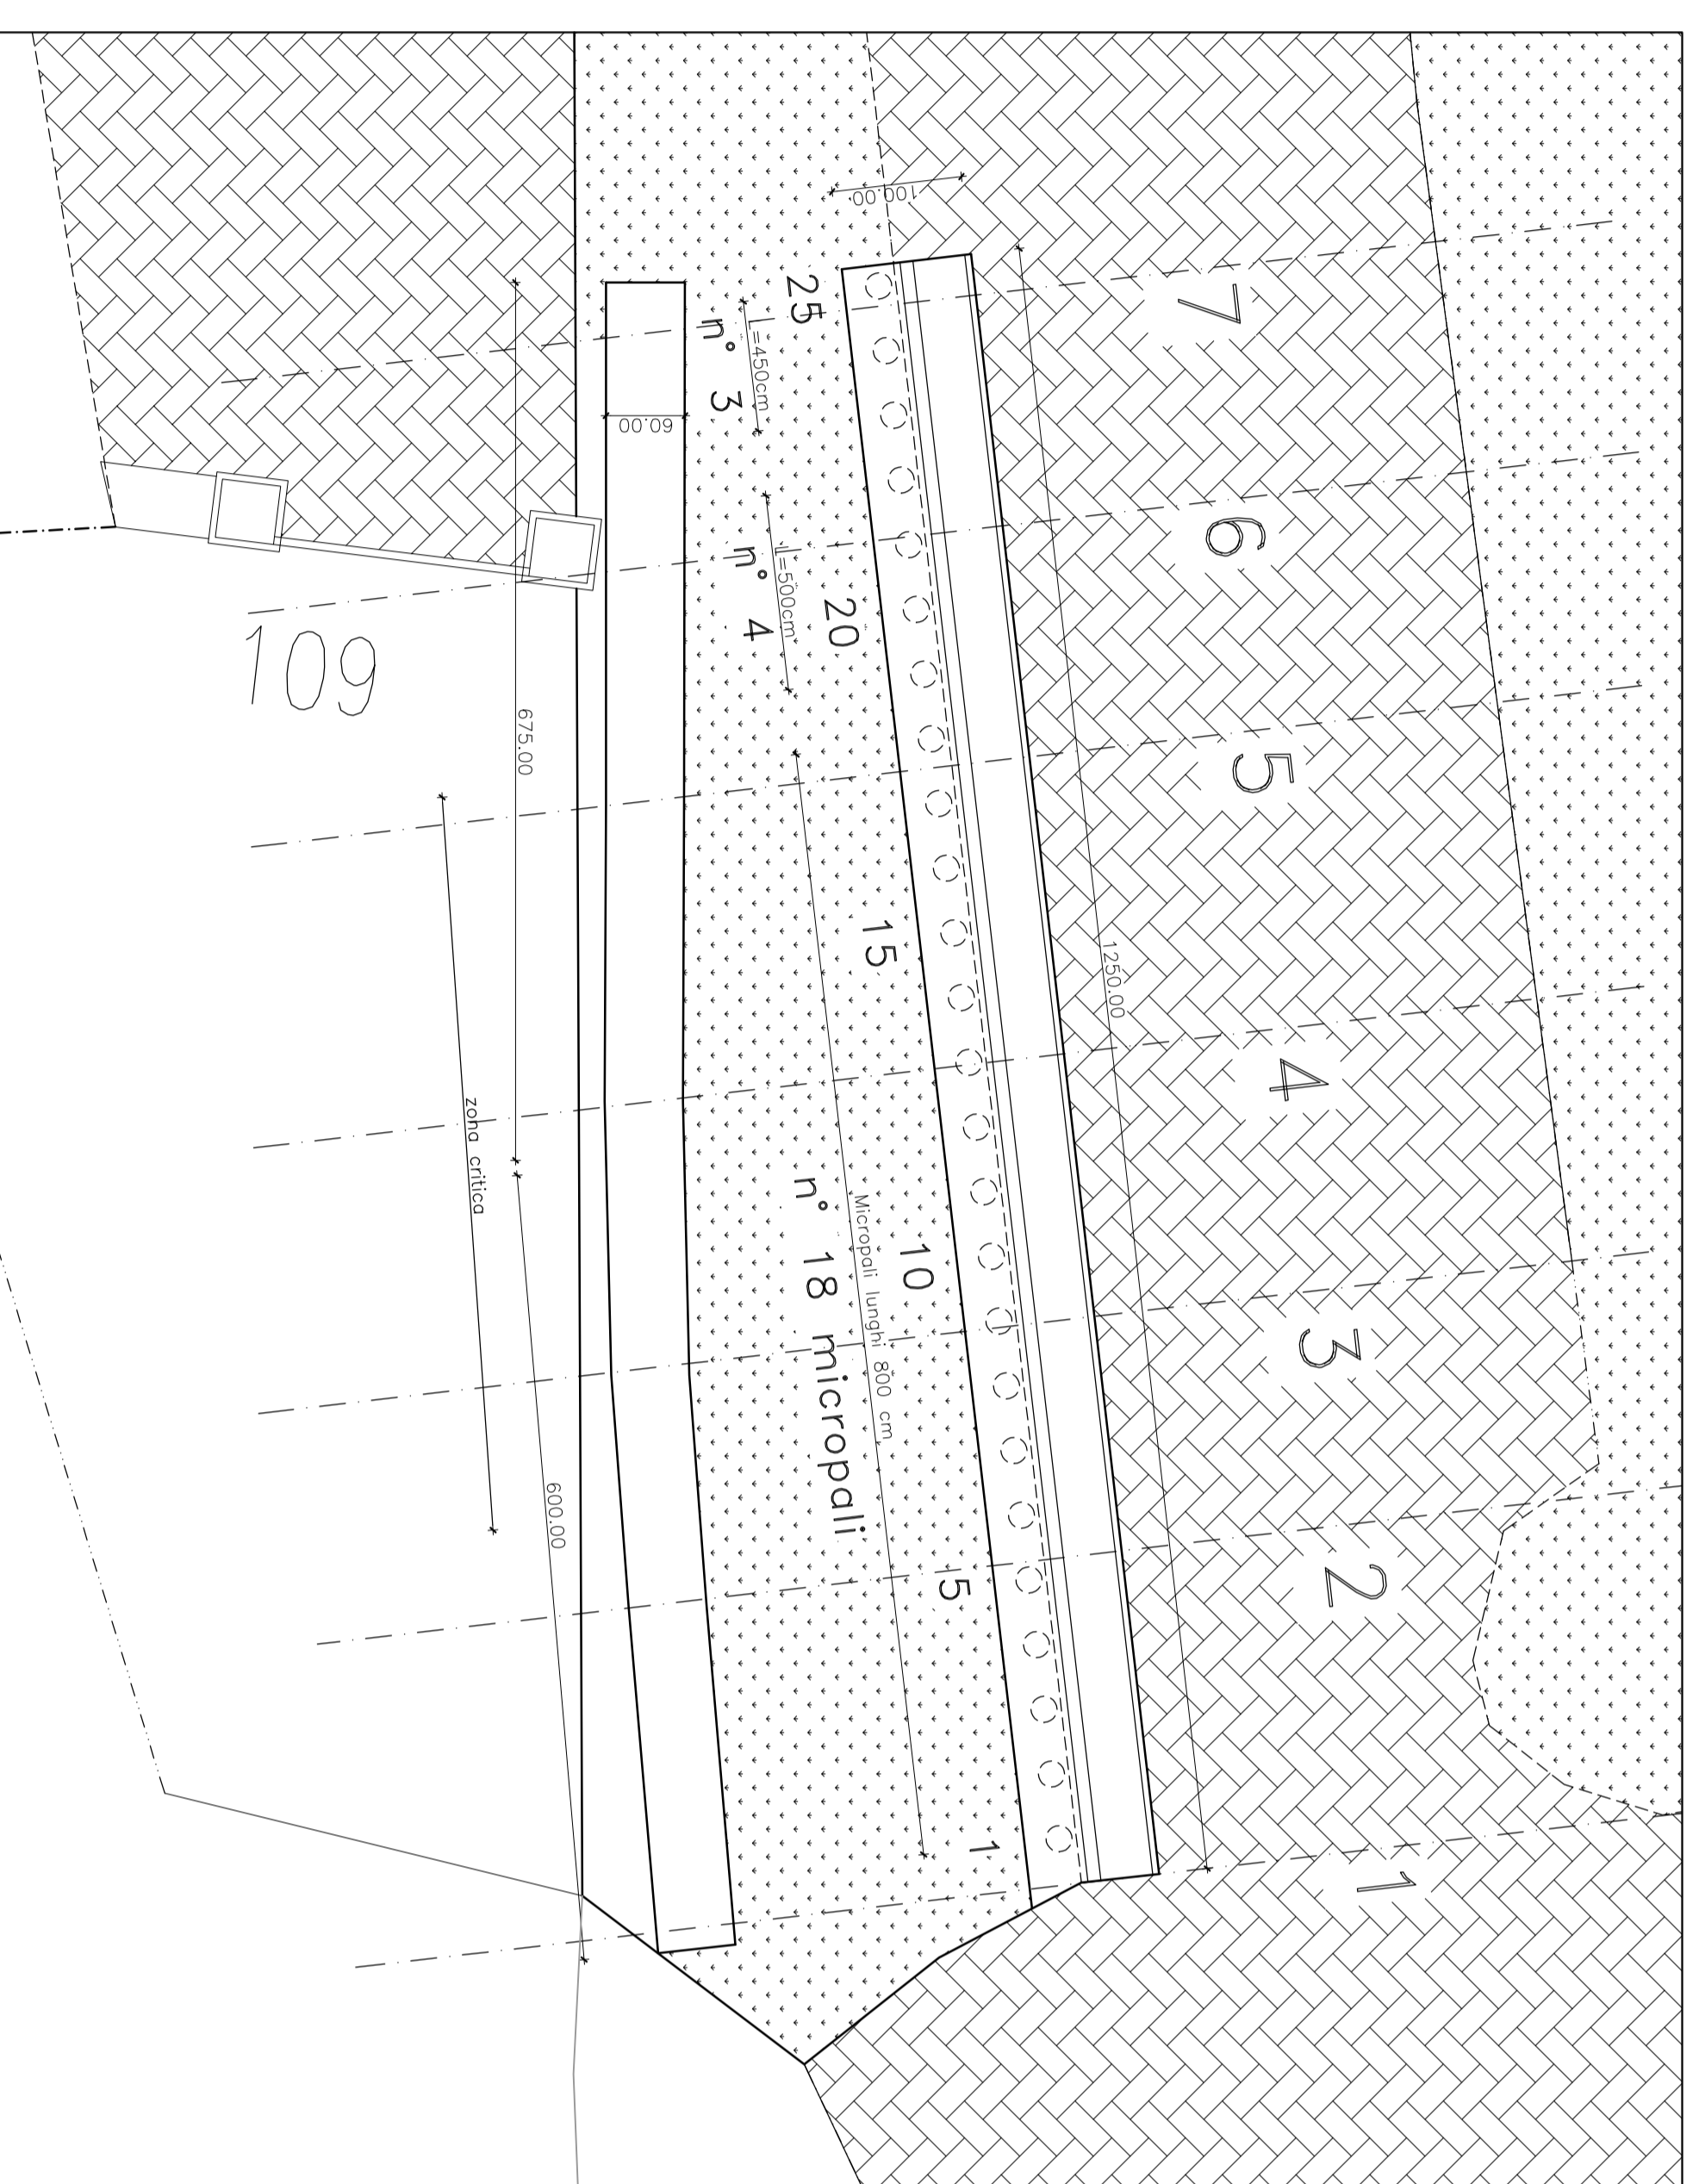 7
6
5
4
3
2
1
100.00
1250.00
25
20
15
10
5
1
L=450cm
n° 3
L=500cm
n° 4
Micropali lunghi 800 cm
n° 18 micropali
60.00
675.00
600.00
zona critica
109